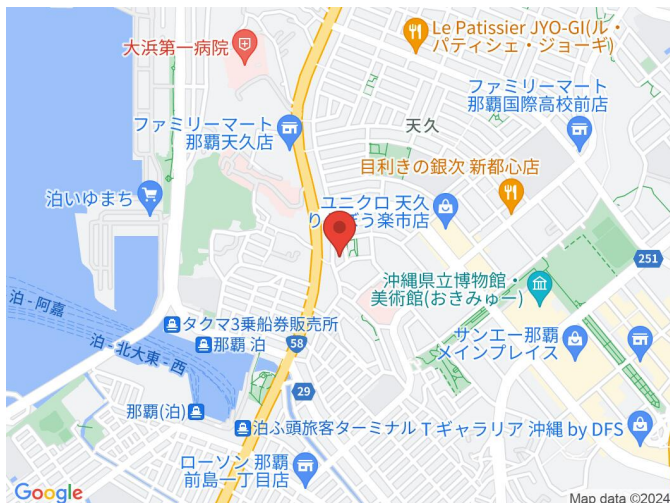 Le Patissier JYO-GI(ル・
パティシェ・ジョーギ)
大浜第一病院
ファミリーマート
那覇国際高校前店
天久
ファミリーマート
那覇天久店
目利きの銀次 新都心店
泊いゆまち
ユニクロ 天久
り
ぼう楽市店
251
沖縄県立博物館・
美術館(おきみゅー)
泊 - 阿嘉
タクマ3乗船券販売所
サンエー那覇
メインプレイス
泊 - 北大東 - 西
那覇 泊
58
29
那覇(泊)
泊ふ頭旅客ターミナル
T ギャラリア 沖縄 by DFS
ローソン 那覇
前島一丁目店
Google
Map data ©2024